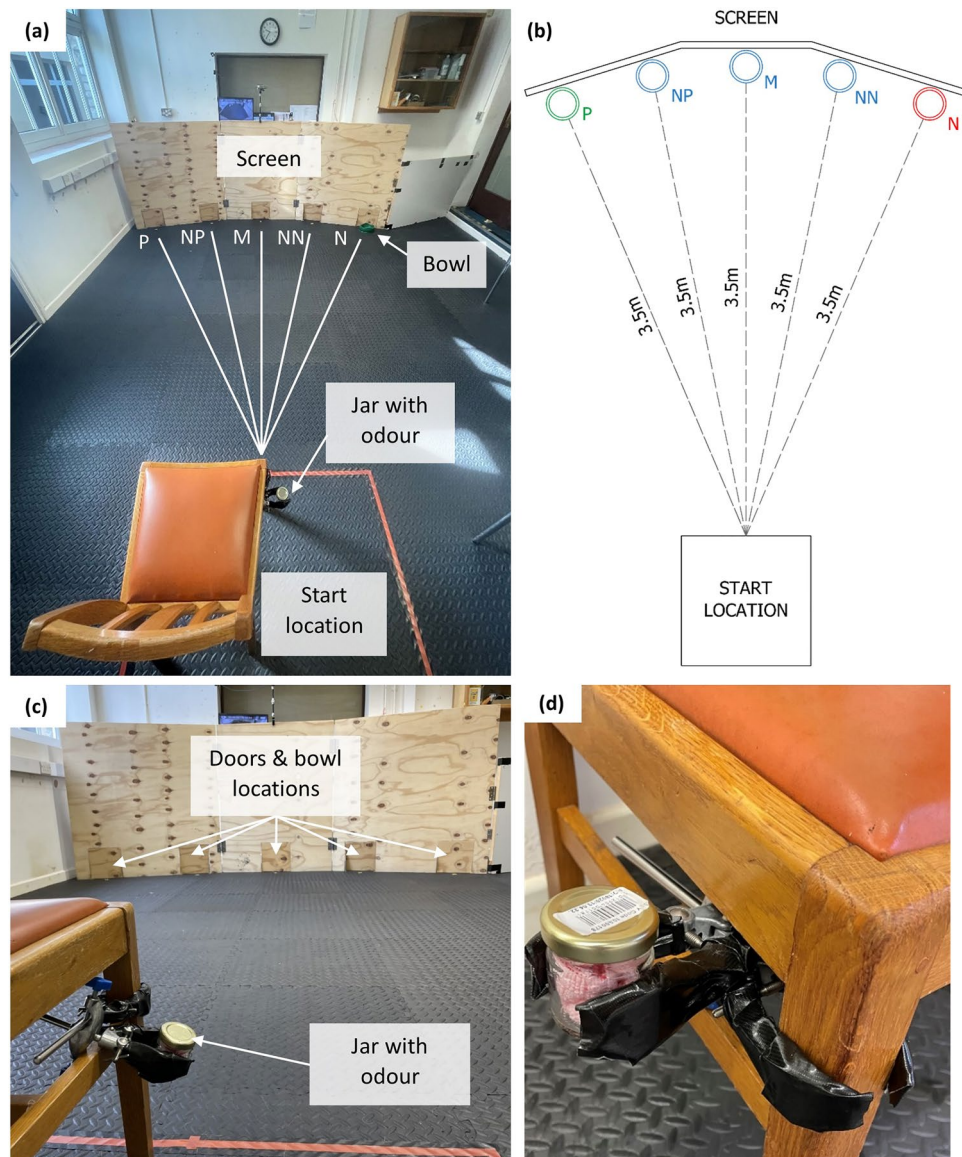 (a)
Screen
P
NP
M
NN
N
Bowl
Jar with
odour
Start
location
(b)
SCREEN
P
NP
M
NN
N
3.5m
3.5m
3.5m
3.5m
3.5m
START
LOCATION
(c)
Doors & bowl
locations
Jar with
odour
(d)